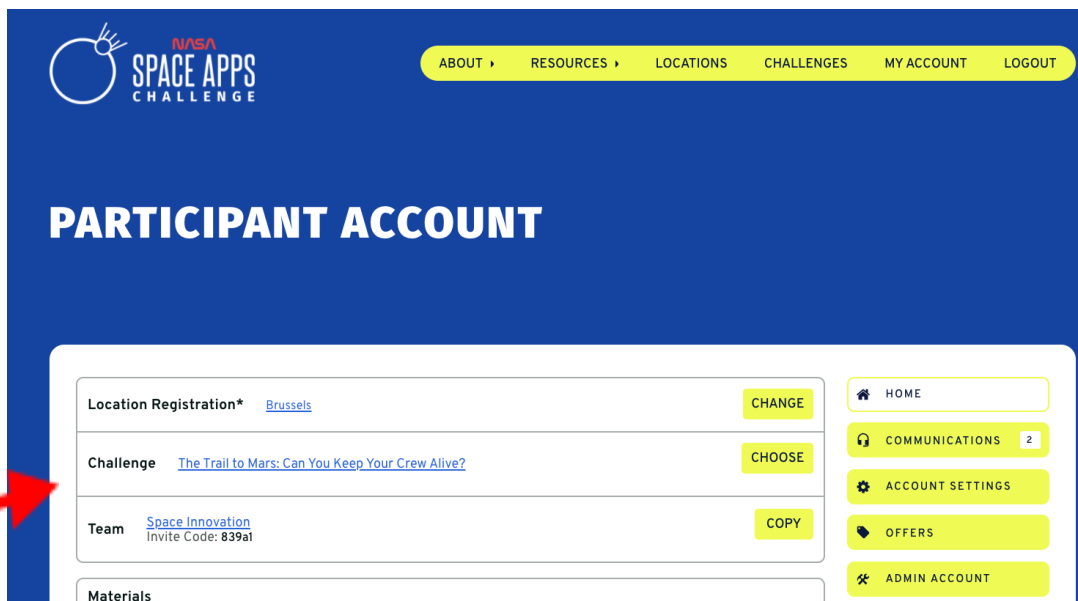 NASA
SPACE APPS
CHALLENGE
ABOUT RESOURCES LOCATIONS CHALLENGES MY ACCOUNT LOGOUT
PARTICIPANT ACCOUNT
Location Registration* Brussels CHANGE
Challenge The Trail to Mars: Can You Keep Your Crew Alive? CHOOSE
Team Space Innovation COPY
Invite Code: 839a1
Materials
HOME
COMMUNICATIONS 2
ACCOUNT SETTINGS
OFFERS
ADMIN ACCOUNT